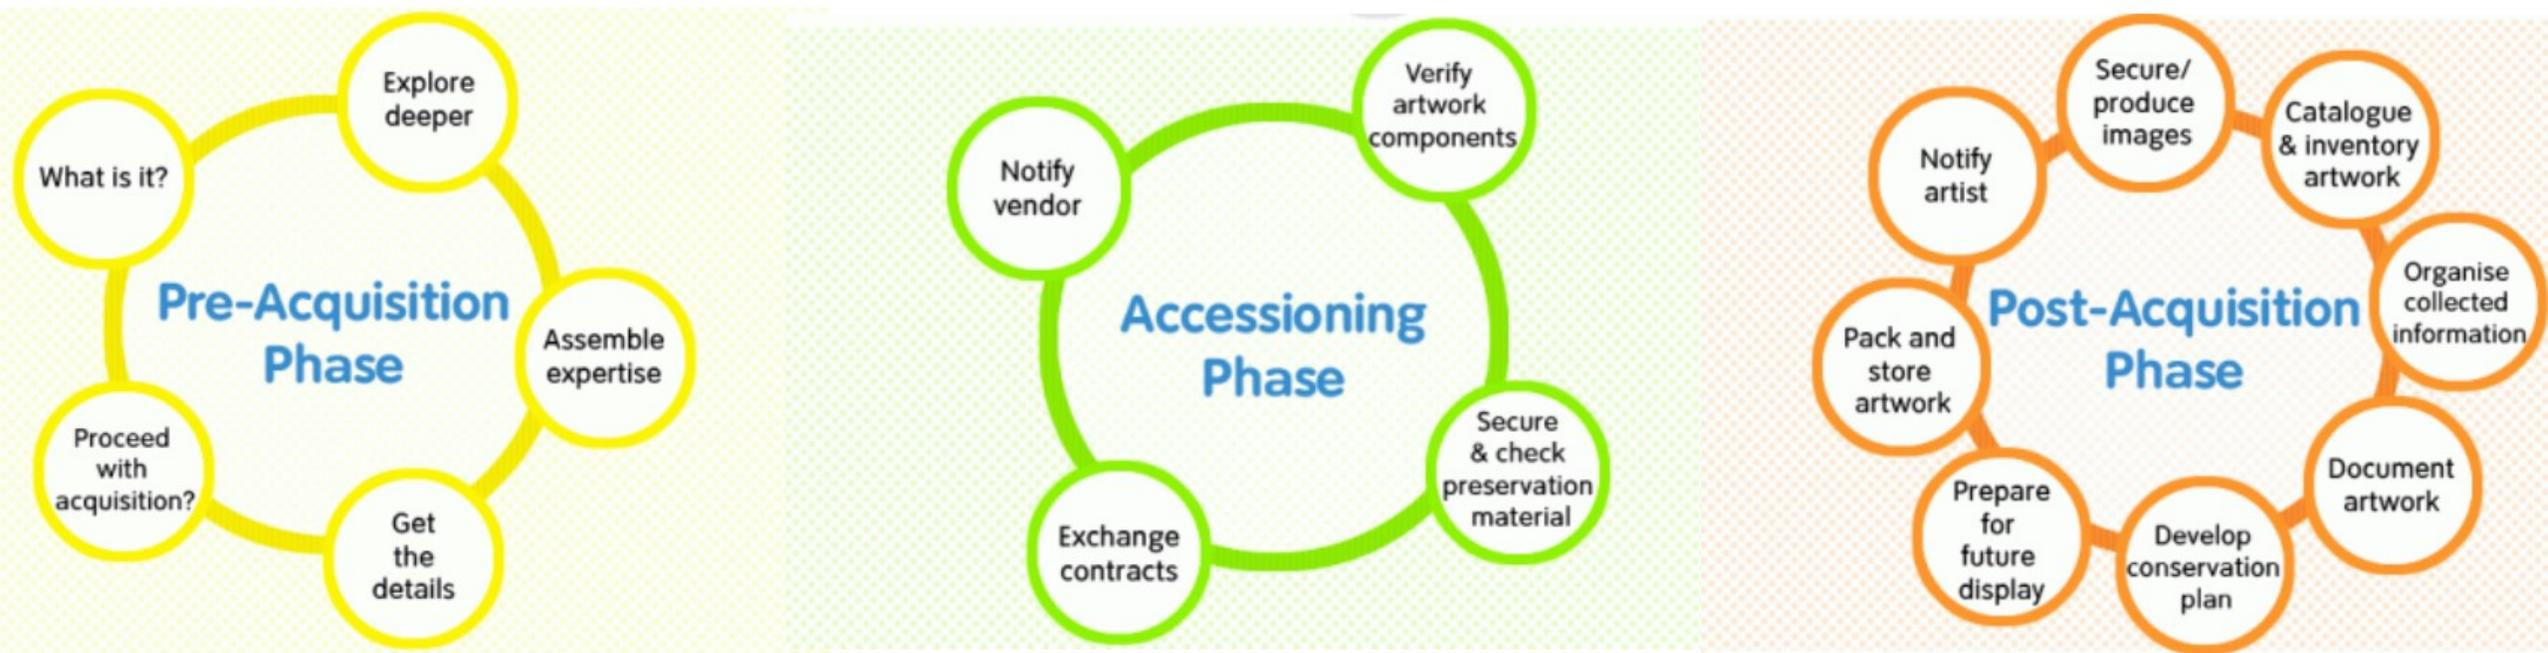 Pre-Acquisition
Phase
What is it?
Explore
deeper
Assemble
expertise
Get
the
details
Proceed
with
acquisition?
Accessioning
Phase
Notify
vendor
Verify
artwork
components
Secure
& check
preservation
material
Exchange
contracts
Post-Acquisition
Phase
Notify
artist
Secure/
produce
images
Catalogue
& inventory
artwork
Organise
collected
information
Document
artwork
Develop
conservation
plan
Prepare
for
future
display
Pack and
store
artwork